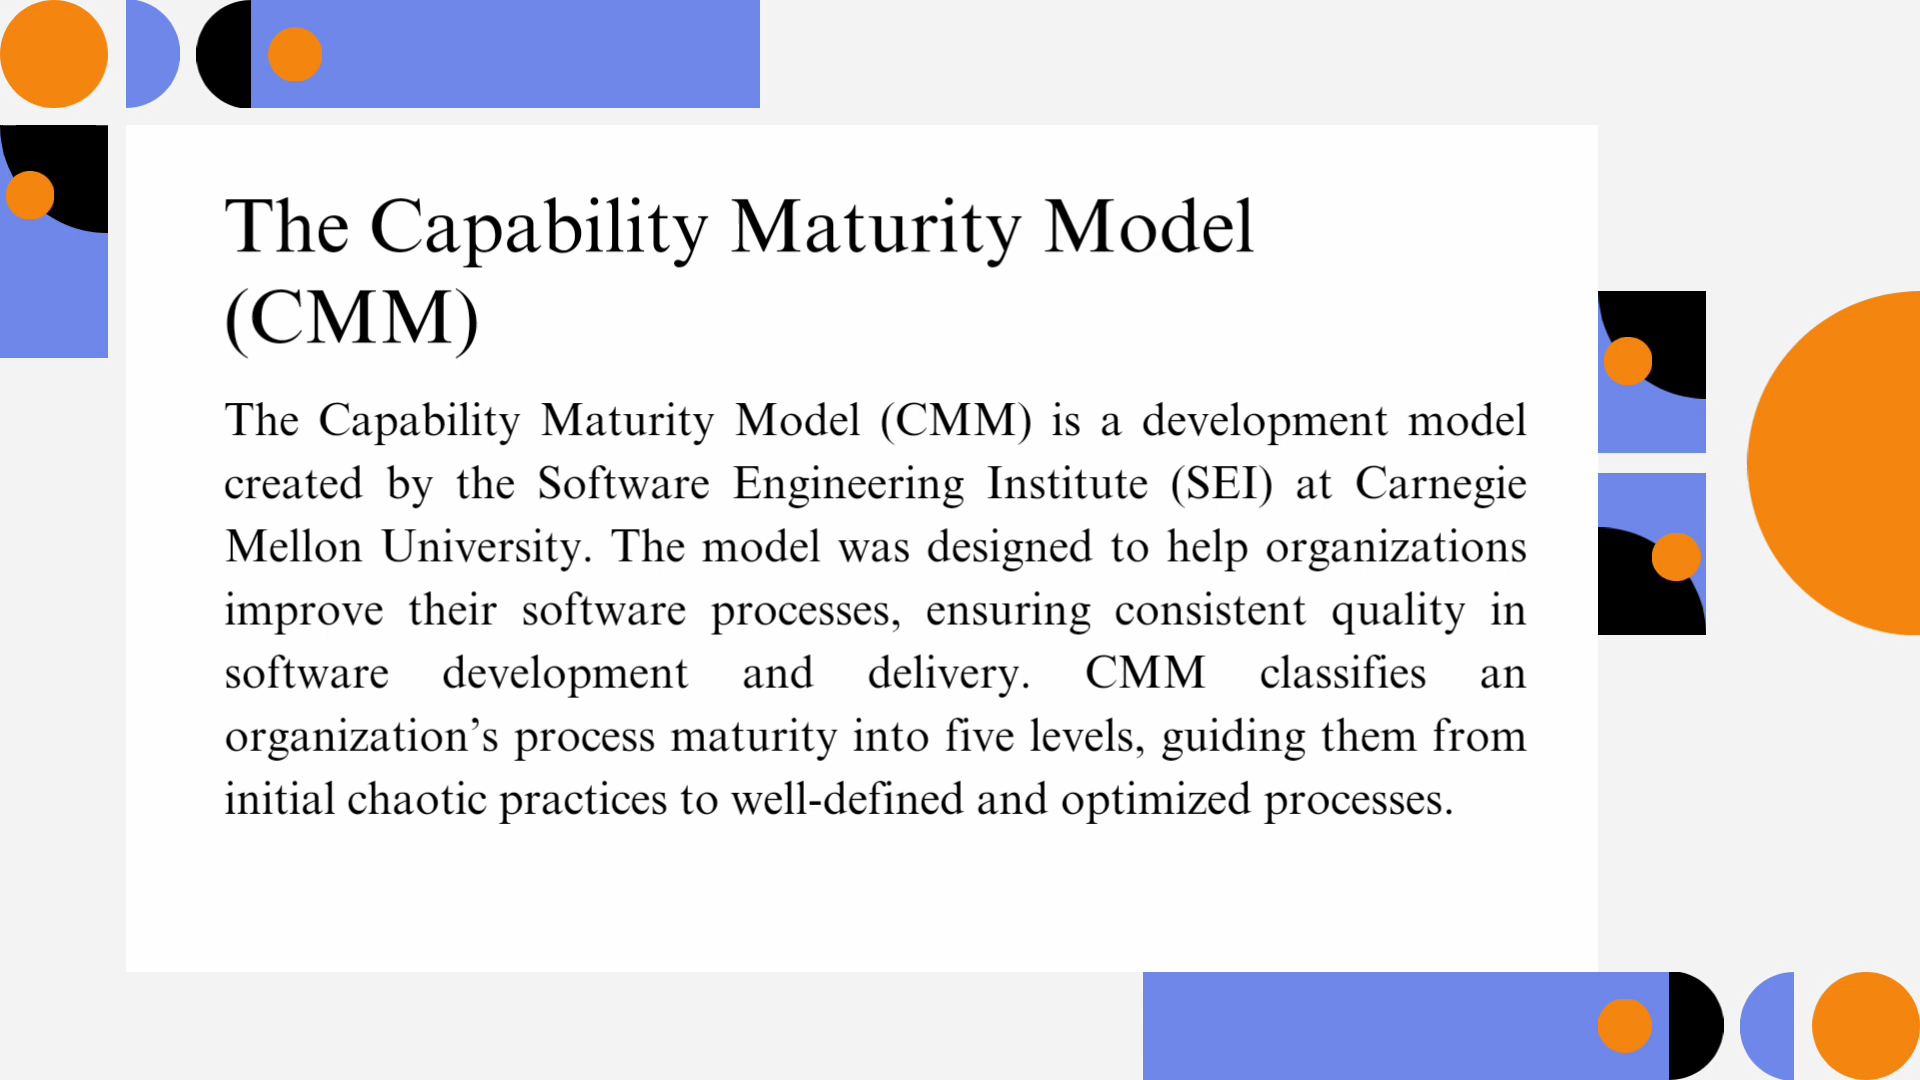 The Capability Maturity Model
(CMM)
The Capability Maturity Model (CMM) is a development model
created by the Software Engineering Institute (SEI) at Carnegie
Mellon University. The model was designed to help organizations
improve their software processes, ensuring consistent quality in
software development and delivery. CMM classifies an
organization’s process maturity into five levels, guiding them from
initial chaotic practices to well-defined and optimized processes.